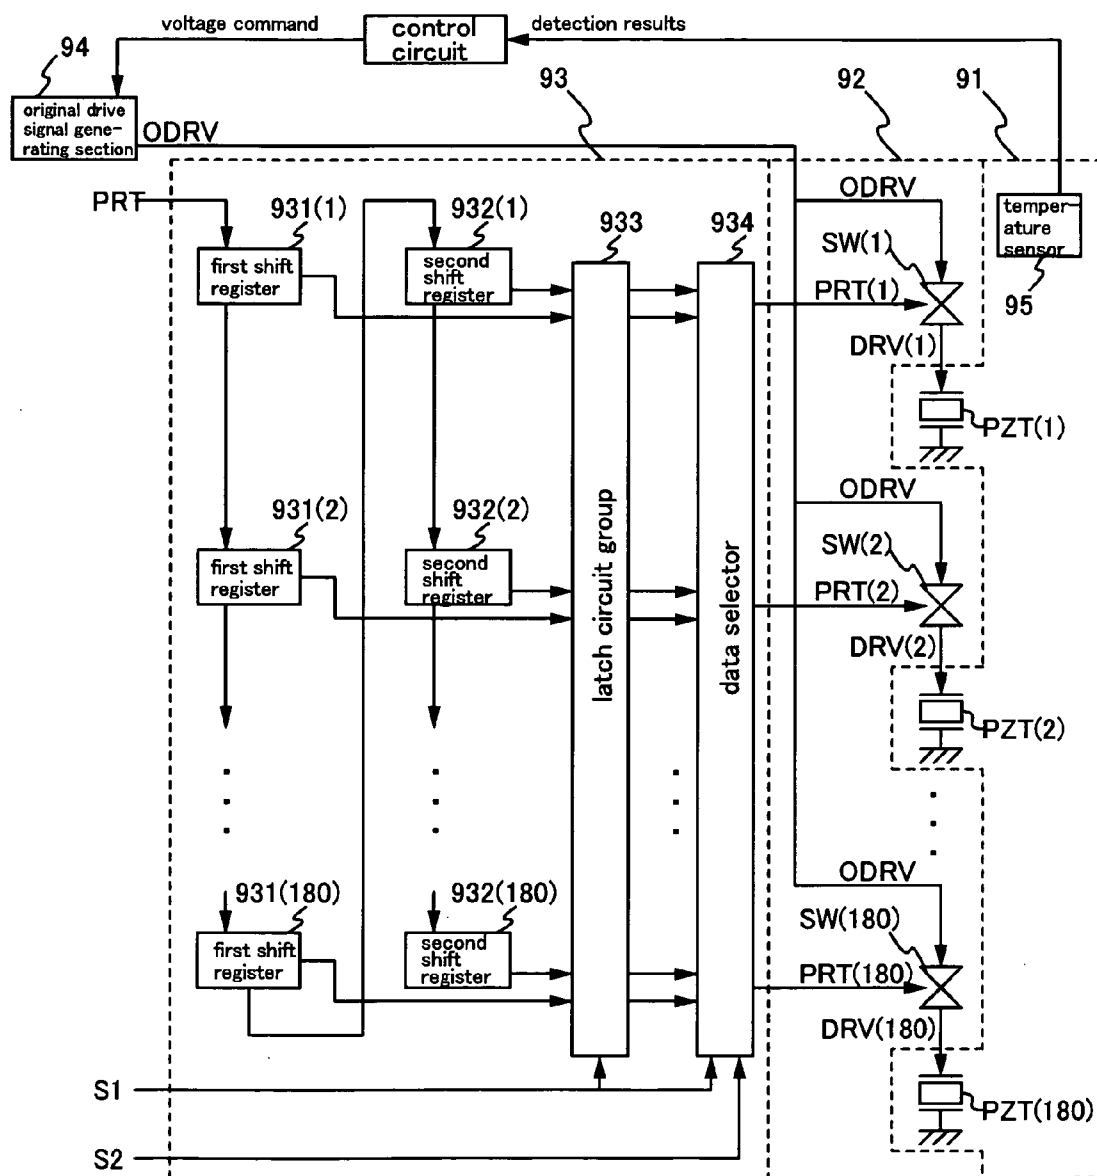 voltage command
control
circuit
detection results
94
93
92
91
original drive
signal gene-
rating section
ODRV
PRT
931(1)
932(1)
933
934
ODRV
temper-
ature
sensor
95
first shift
register
second
shift
register
SW(1)
PRT(1)
DRV(1)
PZT(1)
931(2)
932(2)
ODRV
first shift
register
second
shift
register
latch circuit group
data selector
SW(2)
PRT(2)
DRV(2)
PZT(2)
931(180)
932(180)
ODRV
first shift
register
second
shift
register
SW(180)
PRT(180)
DRV(180)
PZT(180)
S1
S2